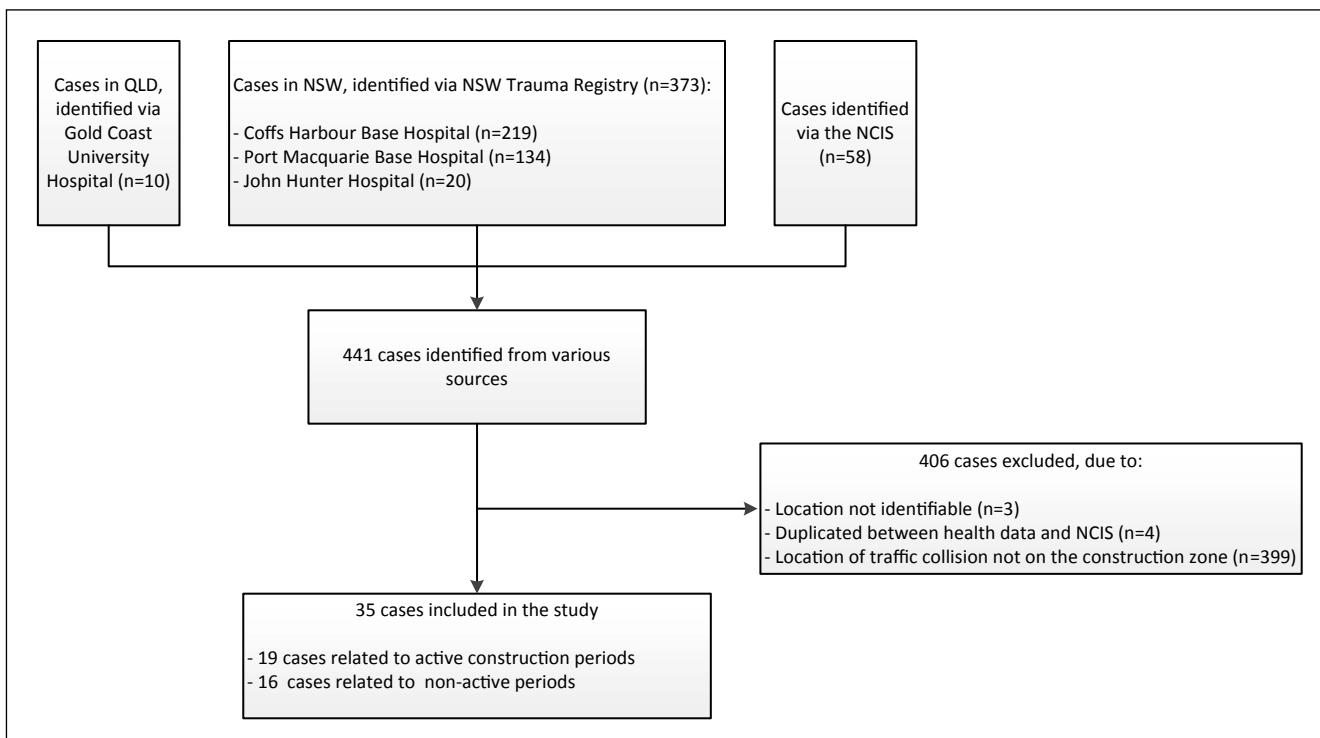 Cases in QLD,
identified via
Gold Coast
University
Hospital (n=10)
Cases in NSW, identified via NSW Trauma Registry (n=373):
- Coffs Harbour Base Hospital (n=219)
- Port Macquarie Base Hospital (n=134)
- John Hunter Hospital (n=20)
Cases identified
via the NCIS
(n=58)
441 cases identified from various
sources
406 cases excluded, due to:
- Location not identifiable (n=3)
- Duplicated between health data and NCIS (n=4)
- Location of traffic collision not on the construction zone (n=399)
35 cases included in the study
- 19 cases related to active construction periods
- 16 cases related to non-active periods